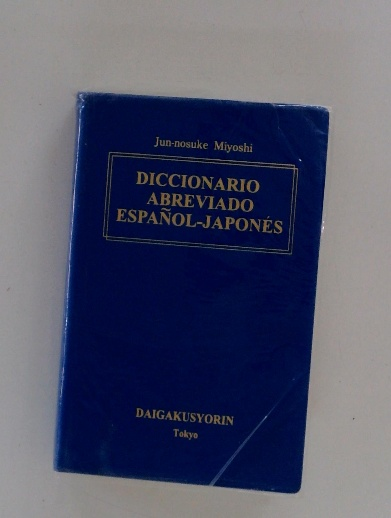 Jun-nosuke Miyoshi
DICCIONARIO
ABREVIADO
ESPAÑOL-JAPONÉS
DAIGAKUSYORIN
Tokyo